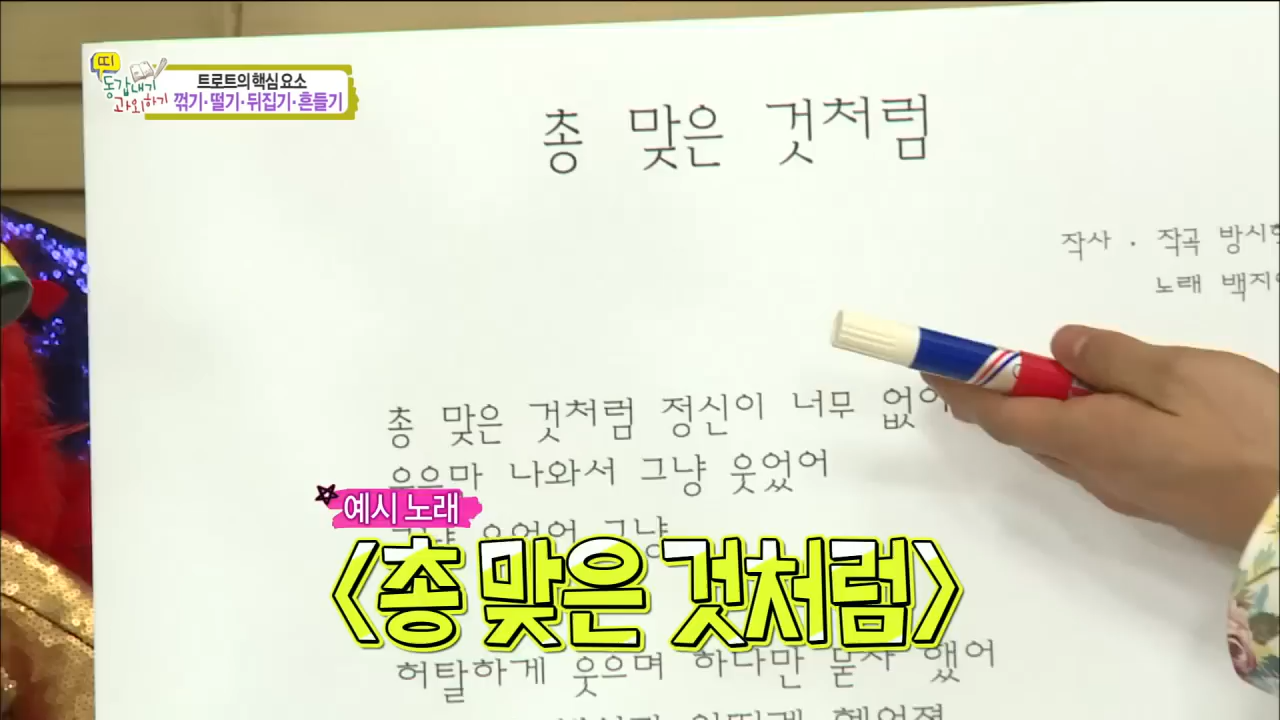 띠
동갑내기
과외하기
트로트의 핵심 요소
꺾기·떨기·뒤집기·흔들기
총 맞은 것처럼
작사 · 작곡 방시
노래 백지
총 맞은 것처럼 정신이 너무 없어
나와서 그냥 웃었어
그냥
예시 노래
<총 맞은 것처럼>
허탈하게 웃으며 하나만 묻자 했어